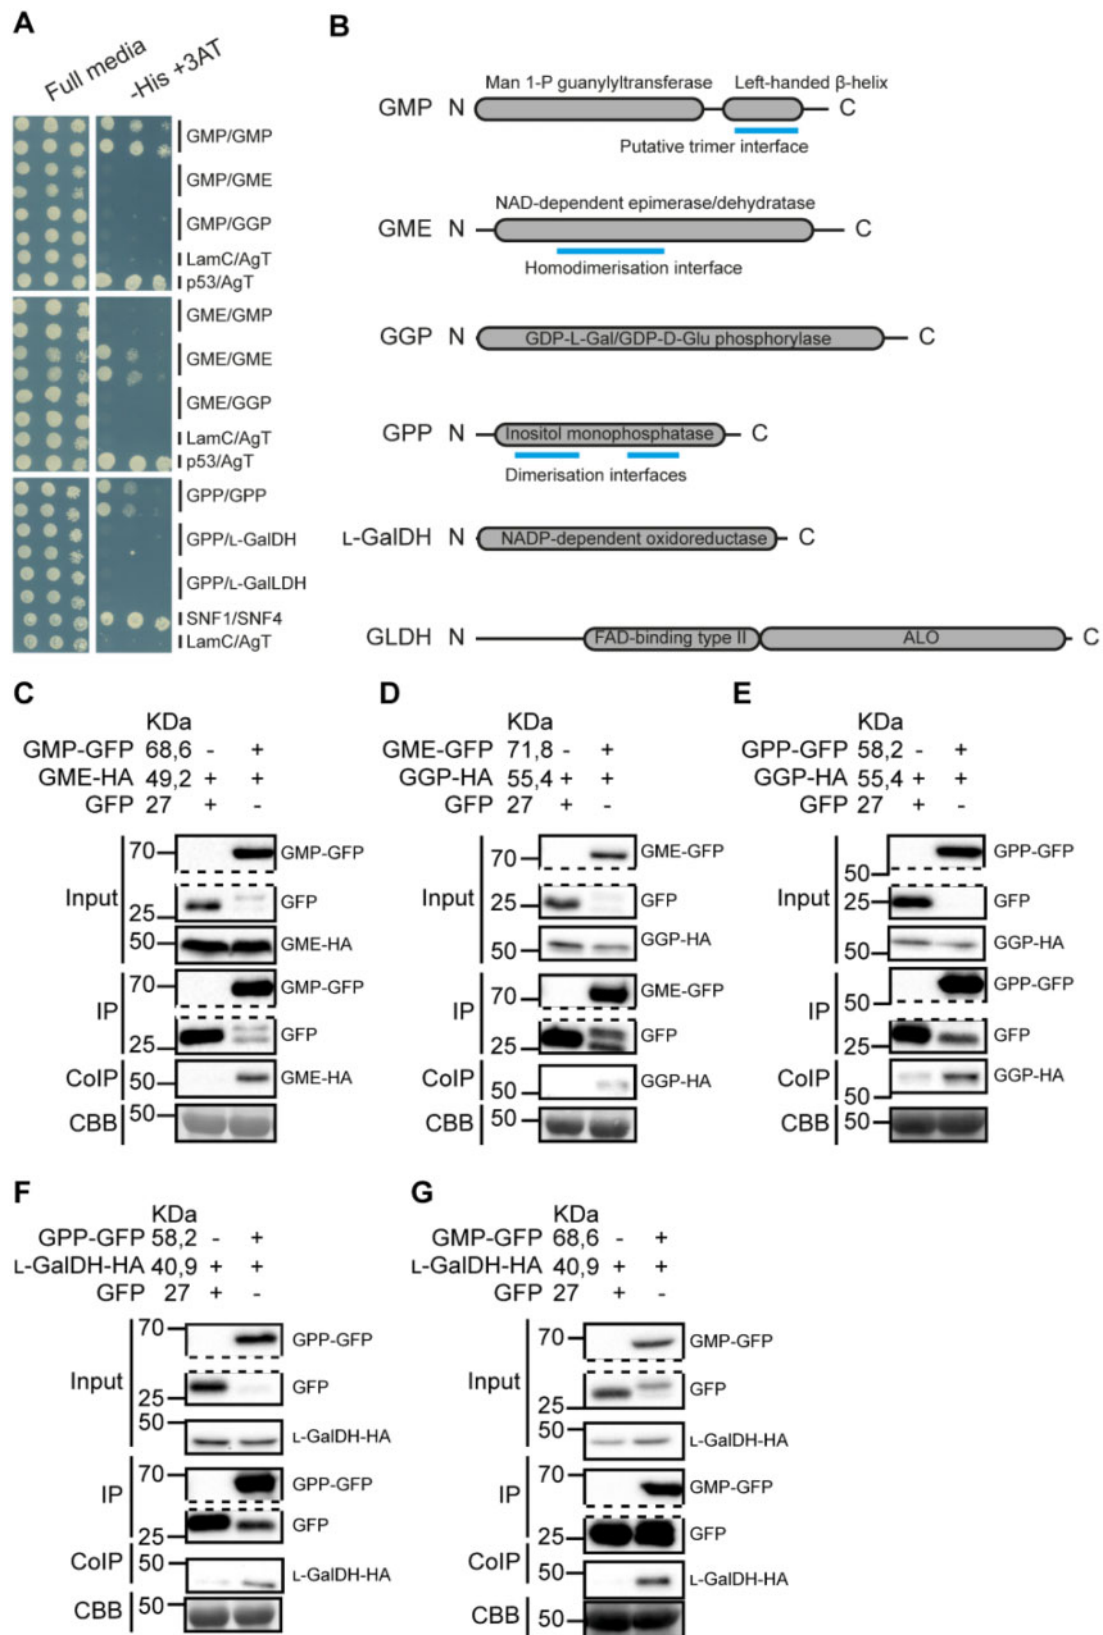 A
Full media
-His +3AT
GMP/GMP
GMP/GME
GMP/GGP
LamC/AgT
p53/AgT
GME/GMP
GME/GME
GME/GGP
LamC/AgT
p53/AgT
GPP/GPP
GPP/ʟ-GalDH
GPP/ʟ-GalLDH
SNF1/SNF4
LamC/AgT
B
Man 1-P guanylyltransferase Left-handed β-helix
GMP N C
Putative trimer interface
NAD-dependent epimerase/dehydratase
GME N C
Homodimerisation interface
GGP N GDP-L-Gal/GDP-D-Glu phosphorylase C
GPP N Inositol monophosphatase C
Dimerisation interfaces
ʟ-GalDH N NADP-dependent oxidoreductase C
GLDH N FAD-binding type II ALO C
C
KDa
GMP-GFP 68,6 - +
GME-HA 49,2 + +
GFP 27 + -
Input 70 GMP-GFP
25 GFP
50 GME-HA
IP 70 GMP-GFP
25 GFP
CoIP 50 GME-HA
CBB 50
D
KDa
GME-GFP 71,8 - +
GGP-HA 55,4 + +
GFP 27 + -
Input 70 GME-GFP
25 GFP
50 GGP-HA
IP 70 GME-GFP
25 GFP
CoIP 50 GGP-HA
CBB 50
E
KDa
GPP-GFP 58,2 - +
GGP-HA 55,4 + +
GFP 27 + -
Input 50 GPP-GFP
25 GFP
50 GGP-HA
IP 50 GPP-GFP
25 GFP
CoIP 50 GGP-HA
CBB 50
F
KDa
GPP-GFP 58,2 - +
ʟ-GalDH-HA 40,9 + +
GFP 27 + -
Input 70 GPP-GFP
25 GFP
50 ʟ-GalDH-HA
IP 70 GPP-GFP
25 GFP
CoIP 50 ʟ-GalDH-HA
CBB 50
G
KDa
GMP-GFP 68,6 - +
ʟ-GalDH-HA 40,9 + +
GFP 27 + -
Input 70 GMP-GFP
25 GFP
50 ʟ-GalDH-HA
IP 70 GMP-GFP
25 GFP
CoIP 50 ʟ-GalDH-HA
CBB 50